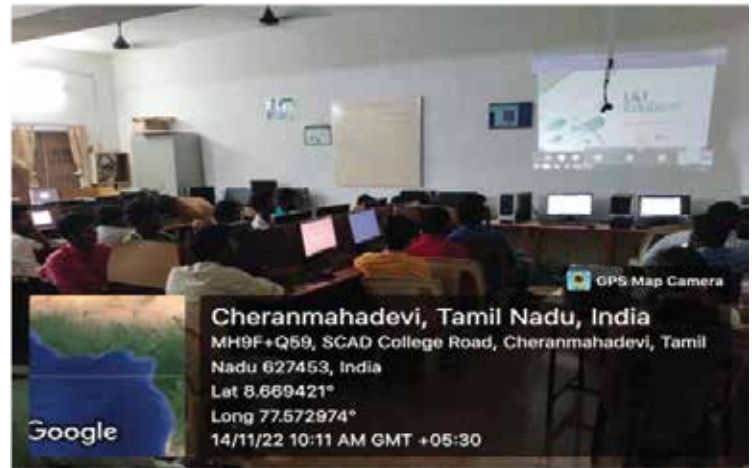 L&T
GPS Map Camera
Cheranmahadevi, Tamil Nadu, India
MH9F+Q59, SCAD College Road, Cheranmahadevi, Tamil
Nadu 627453, India
Lat 8.669421°
Long 77.572974°
14/11/22 10:11 AM GMT +05:30
Google